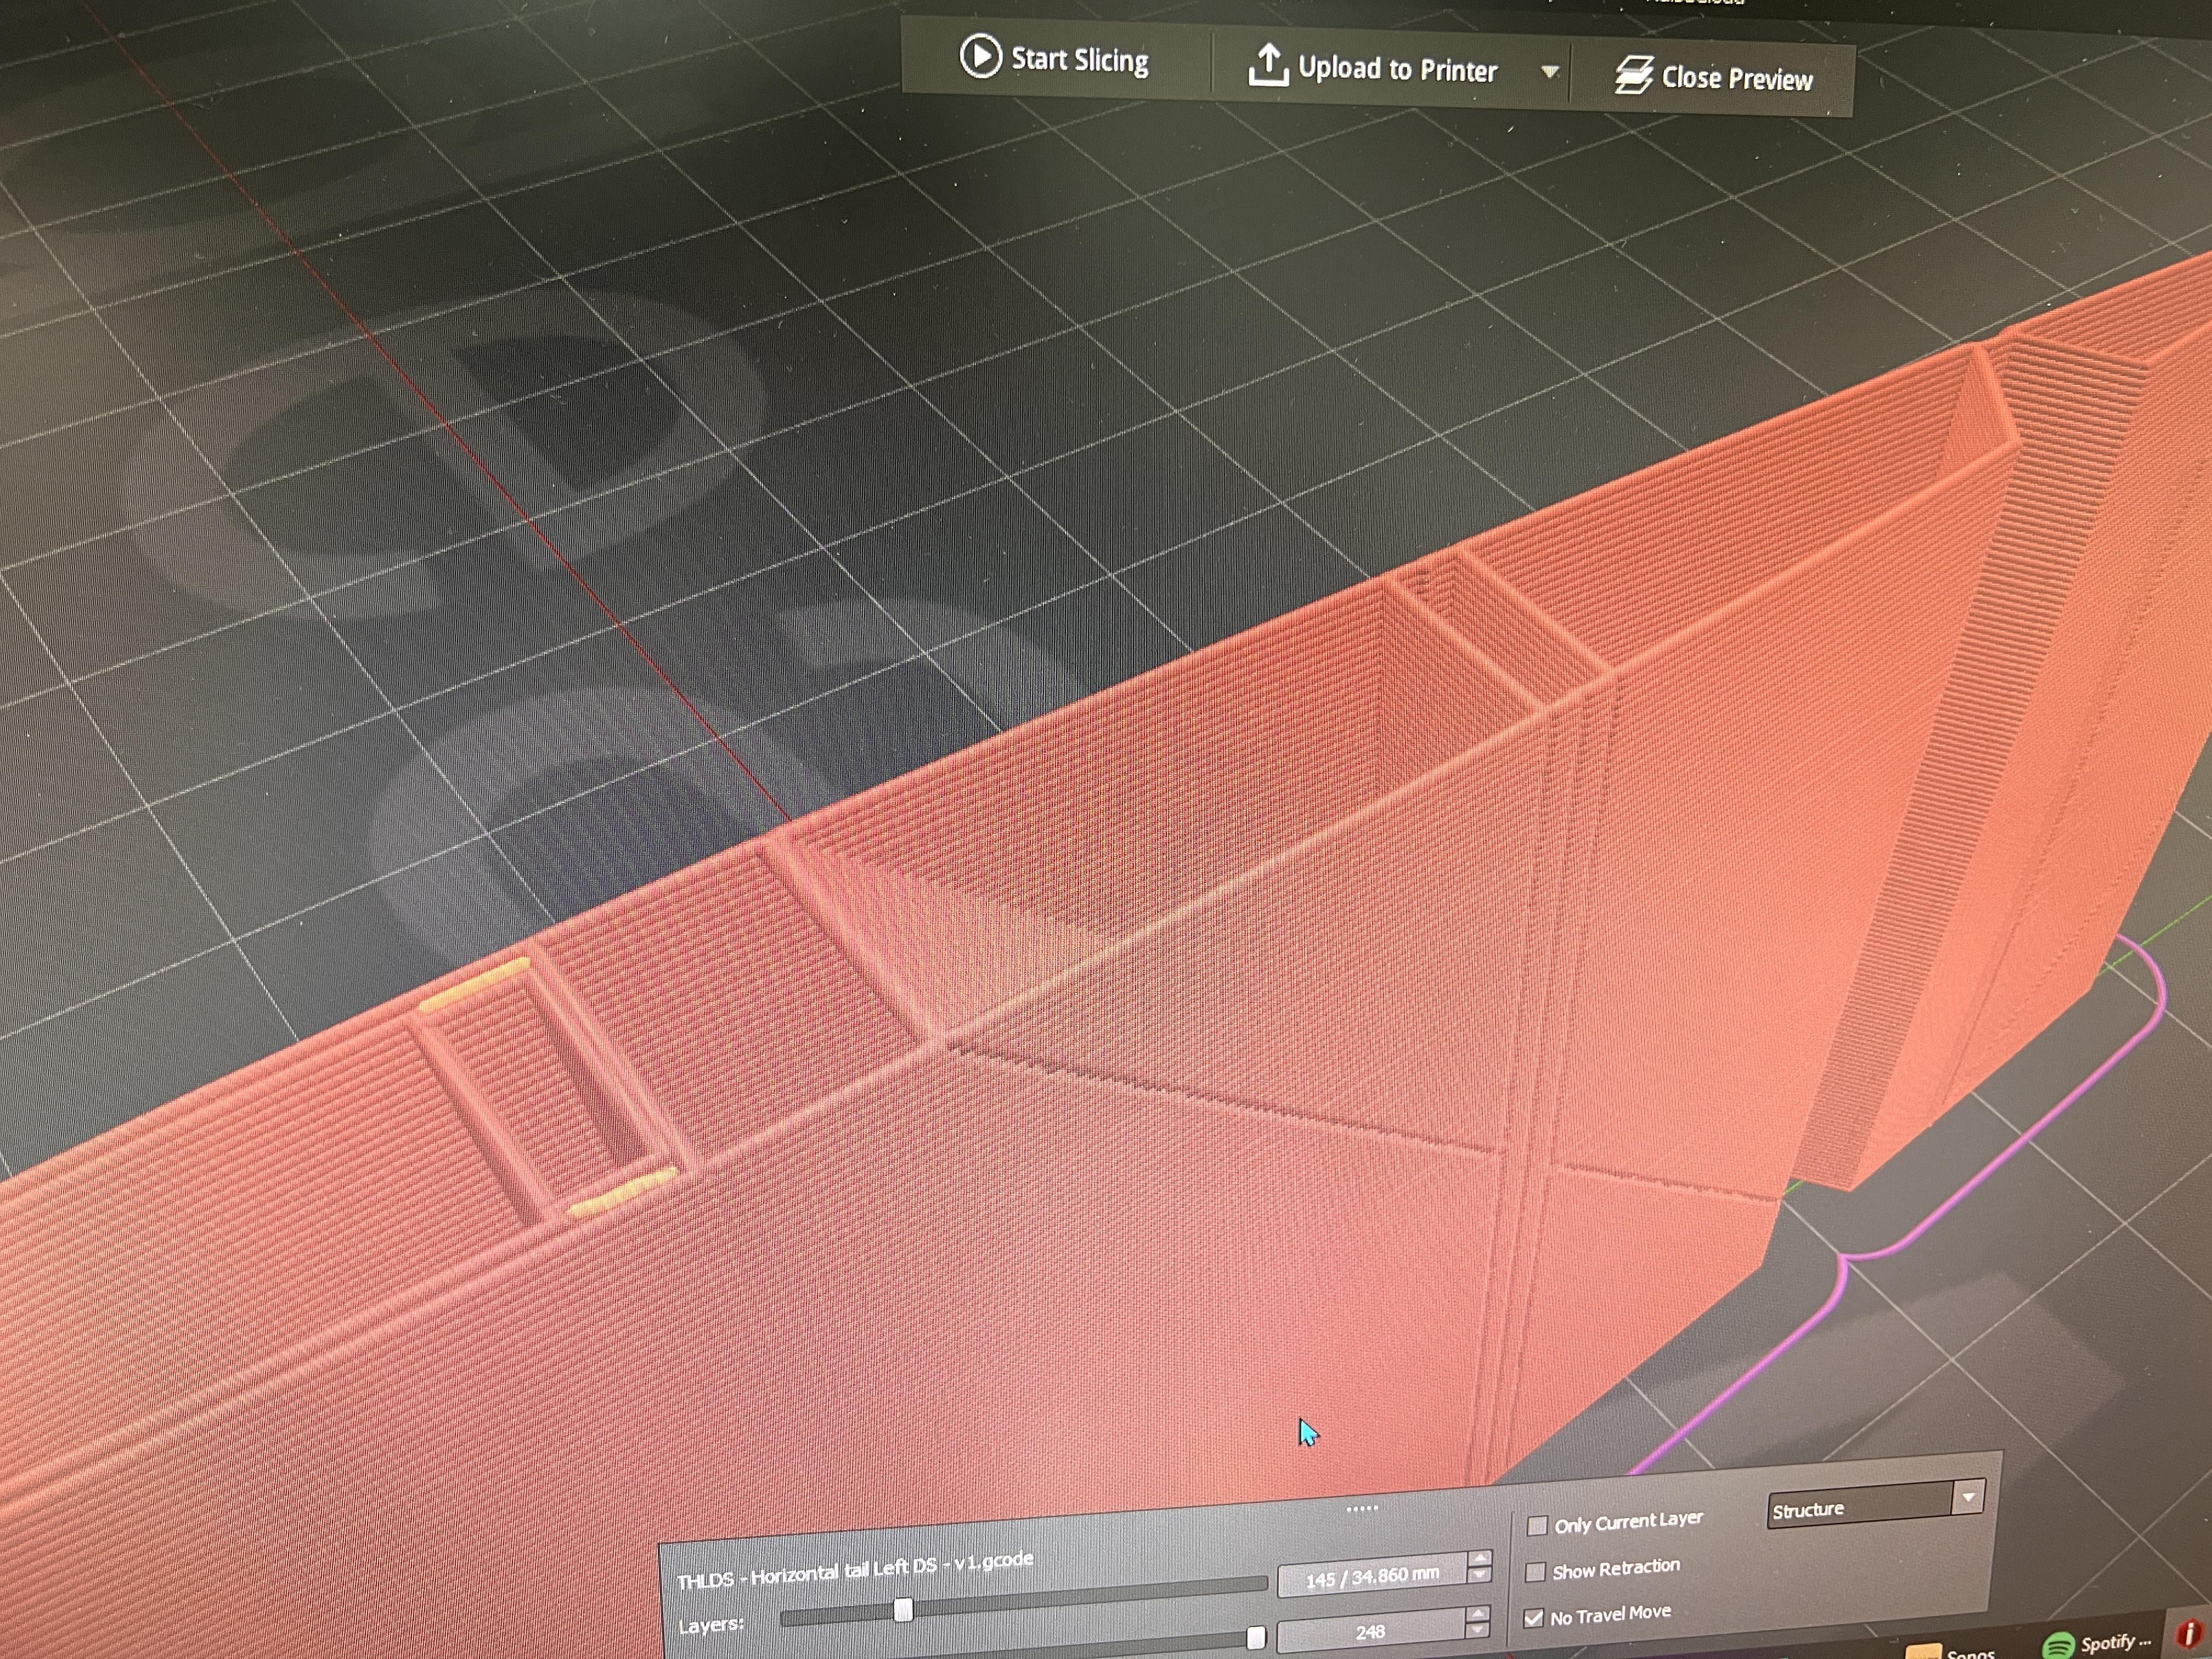 Start Slicing
Upload to Printer
Close Preview
THLDS - Horizontal tail Left DS - v1.gcode
Layers:
145 / 34.860 mm
248
Only Current Layer
Show Retraction
No Travel Move
Structure
Sonos
Spotify ...